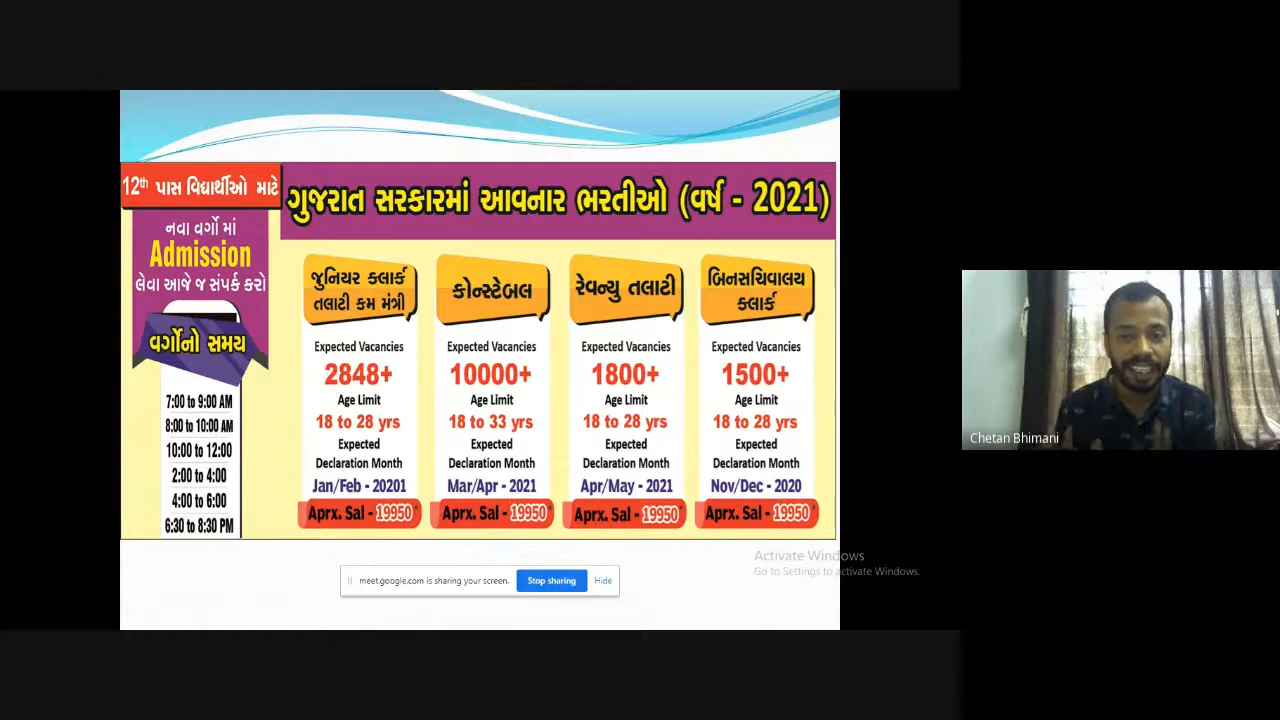 12th પાસ વિદ્યાર્થીઓ માટે
નવા વર્ગો માં
Admission
લેવા આજે જ સંપર્ક કરો
વર્ગોનો સમય
7:00 to 9:00 AM
8:00 to 10:00 AM
10:00 to 12:00
2:00 to 4:00
4:00 to 6:00
6:30 to 8:30 PM
ગુજરાત સરકારમાં આવનાર ભરતીઓ (વર્ષ - 2021)
જુનિયર ક્લાર્ક
તલાટી કમ મંત્રી
Expected Vacancies
2848+
Age Limit
18 to 28 yrs
Expected
Declaration Month
Jan/Feb - 20201
Aprx. Sal - 19950*
કોન્સ્ટેબલ
Expected Vacancies
10000+
Age Limit
18 to 33 yrs
Expected
Declaration Month
Mar/Apr - 2021
Aprx. Sal - 19950*
રેવન્યુ તલાટી
Expected Vacancies
1800+
Age Limit
18 to 28 yrs
Expected
Declaration Month
Apr/May - 2021
Aprx. Sal - 19950*
બિનસચિવાલય
ક્લાર્ક
Expected Vacancies
1500+
Age Limit
18 to 28 yrs
Expected
Declaration Month
Nov/Dec - 2020
Aprx. Sal - 19950*
Chetan Bhimani
Activate Windows
Go to Settings to activate Windows.
meet.google.com is sharing your screen. Stop sharing Hide